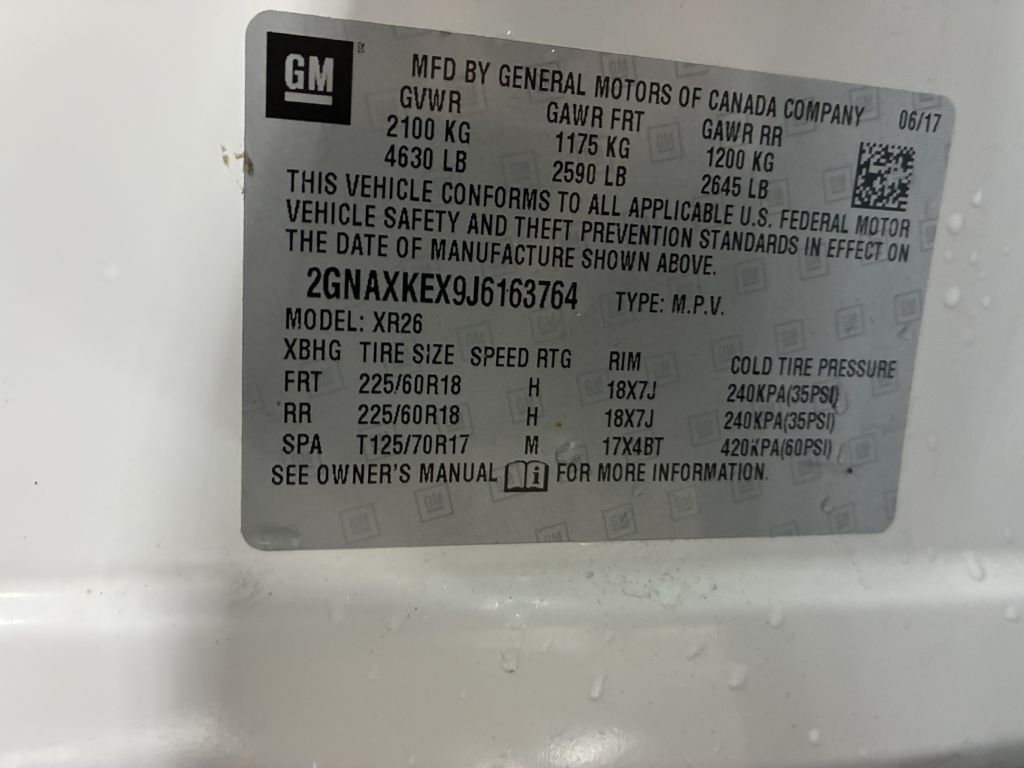 GM
MFD BY GENERAL MOTORS OF CANADA COMPANY 06/17
GVWR GAWR FRT GAWR RR
2100 KG 1175 KG 1200 KG
4630 LB 2590 LB 2645 LB
THIS VEHICLE CONFORMS TO ALL APPLICABLE U.S. FEDERAL MOTOR
VEHICLE SAFETY AND THEFT PREVENTION STANDARDS IN EFFECT ON
THE DATE OF MANUFACTURE SHOWN ABOVE.
2GNAXKEX9J6163764 TYPE: M.P.V.
MODEL: XR26
XBHG TIRE SIZE SPEED RTG RIM COLD TIRE PRESSURE
FRT 225/60R18 H 18X7J 240KPA(35PSI)
RR 225/60R18 H 18X7J 240KPA(35PSI)
SPA T125/70R17 M 17X4BT 420KPA(60PSI)
SEE OWNER'S MANUAL i FOR MORE INFORMATION.